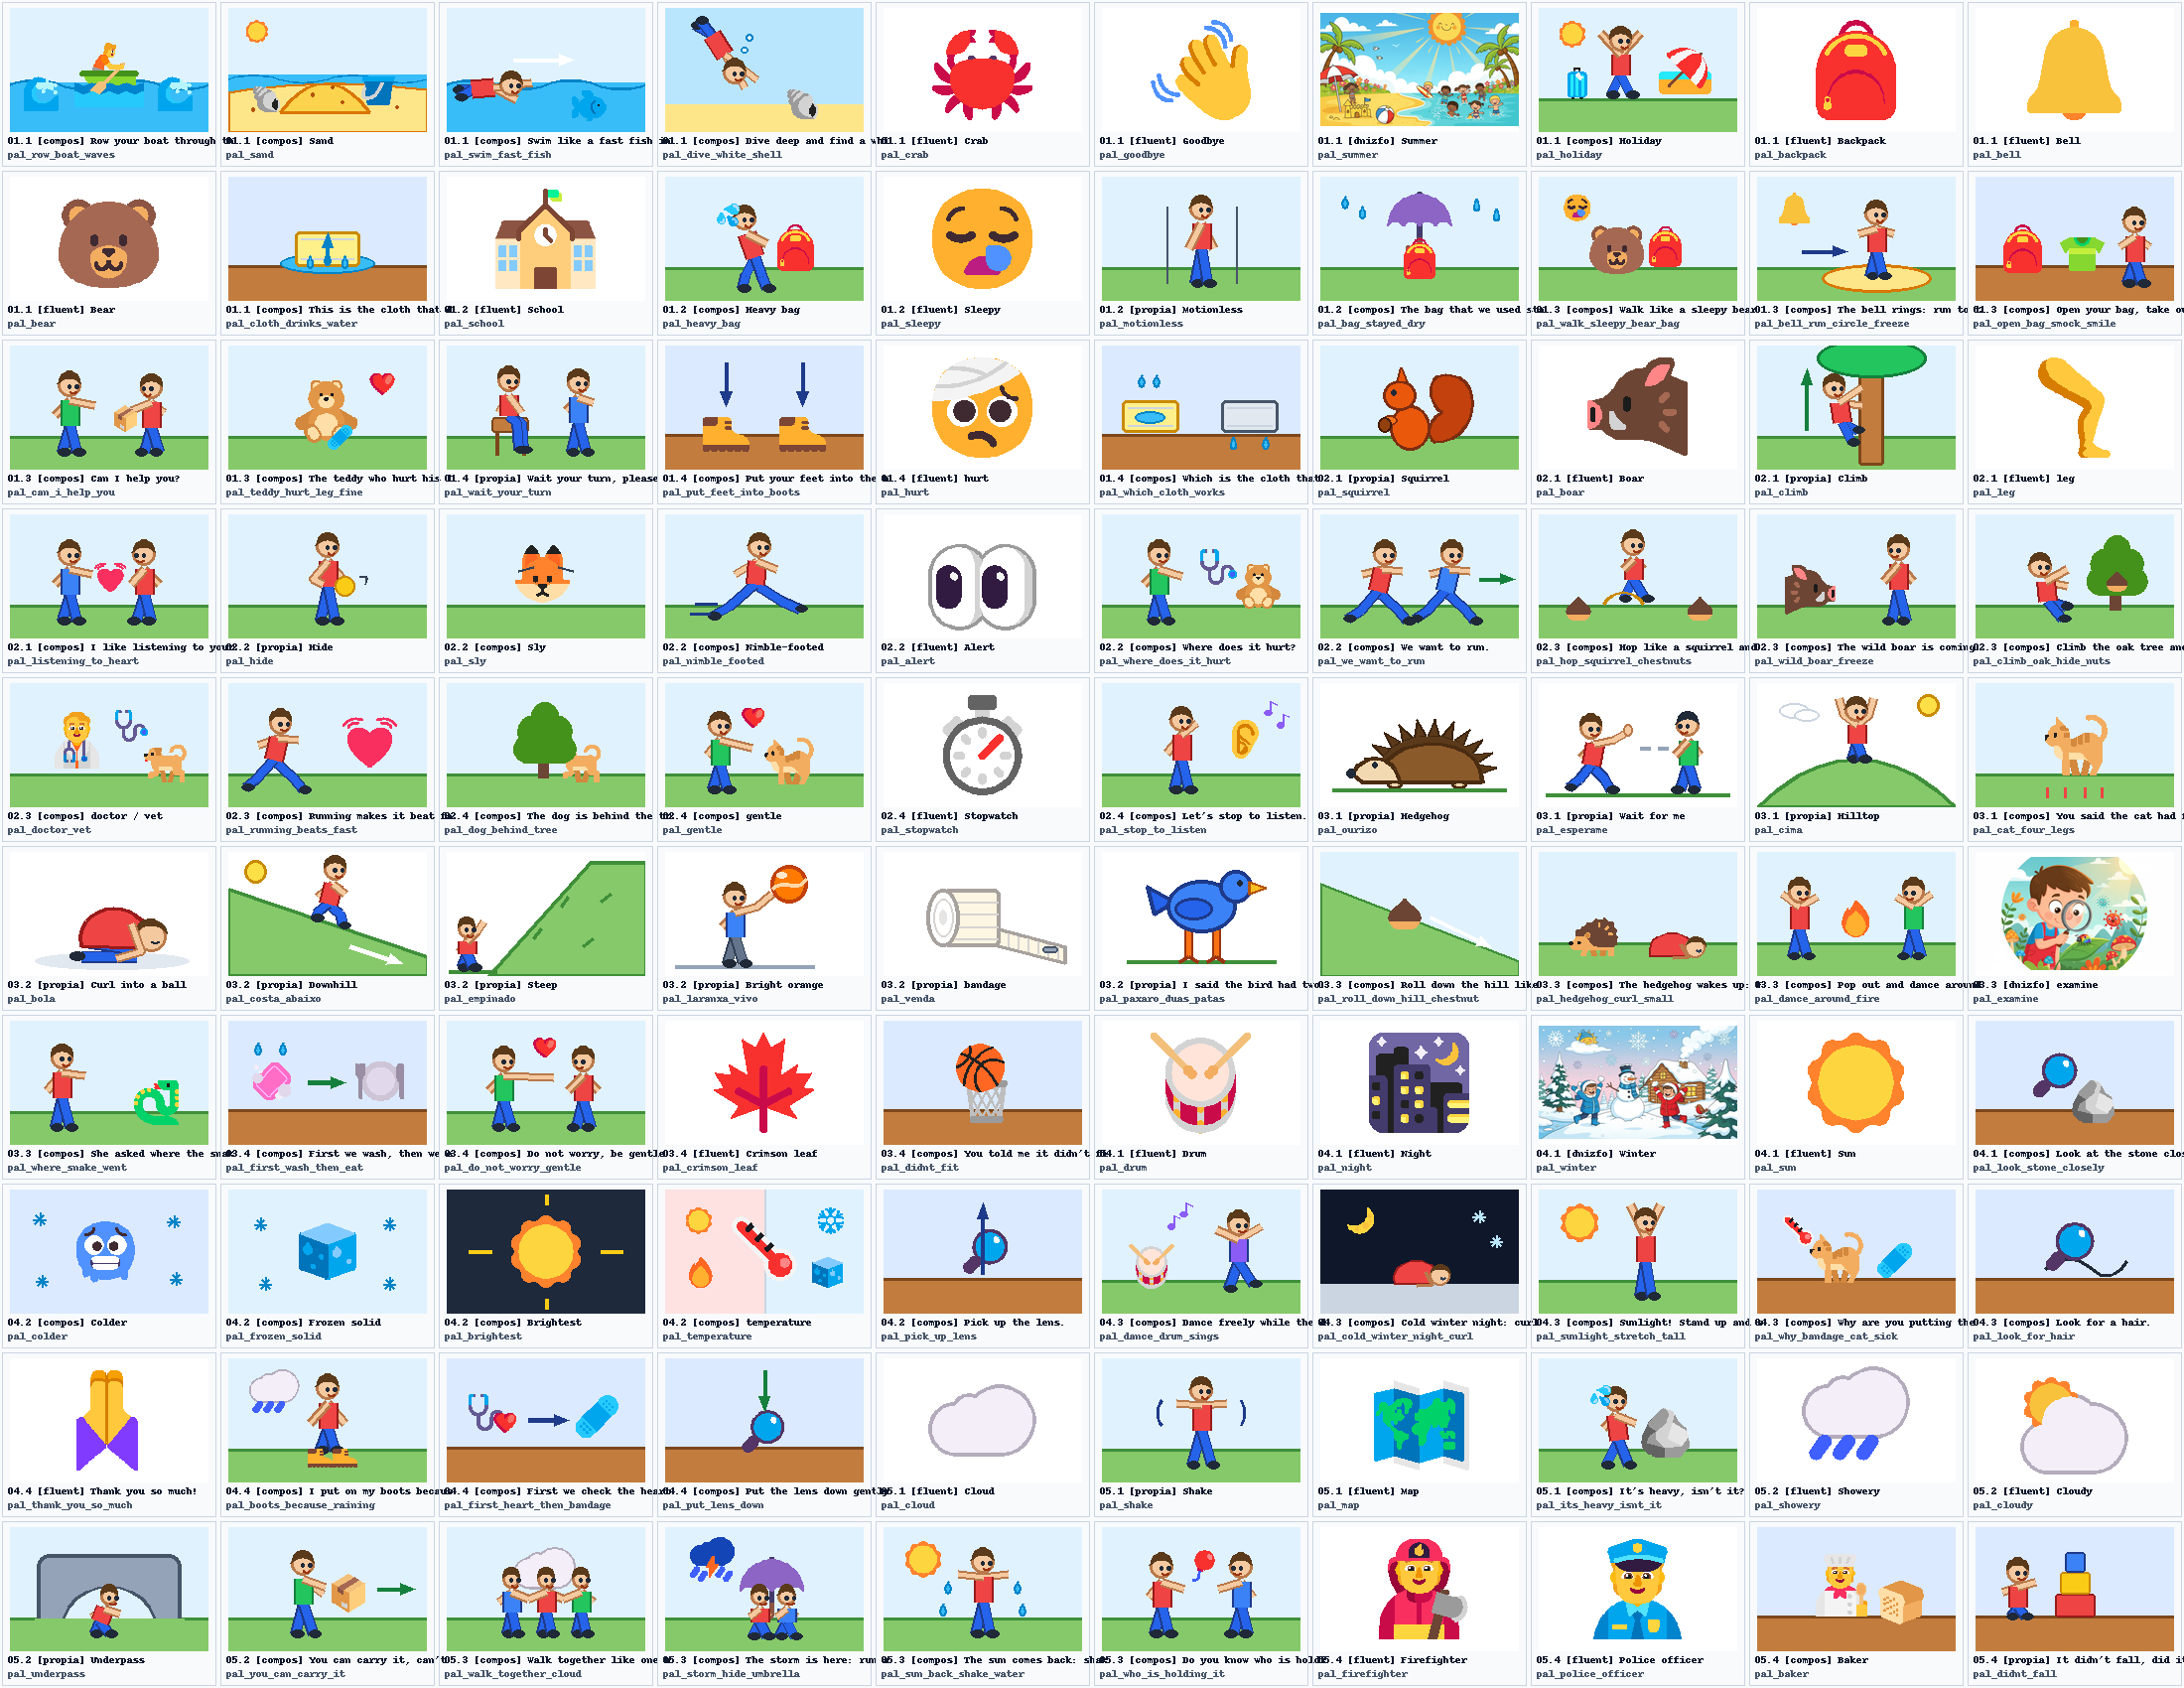 01.1 [compos] Row your boat through
pal_row_boat_waves
01.1 [compos] Sand
pal_sand
01.1 [compos] Swim like a fast fish
pal_swim_fast_fish
01.1 [compos] Dive deep and find a
pal_dive_white_shell
01.1 [fluent] Crab
pal_crab
01.1 [fluent] Goodbye
pal_goodbye
01.1 [dnizfo] Summer
pal_summer
01.1 [compos] Holiday
pal_holiday
01.1 [fluent] Backpack
pal_backpack
01.1 [fluent] Bell
pal_bell
01.1 [fluent] Bear
pal_bear
01.1 [compos] This is the cloth that
pal_cloth_drinks_water
01.2 [fluent] School
pal_school
01.2 [compos] Heavy bag
pal_heavy_bag
01.2 [fluent] Sleepy
pal_sleepy
01.2 [propia] Motionless
pal_motionless
01.2 [compos] The bag that we used
pal_bag_stayed_dry
01.3 [compos] Walk like a sleepy bear
pal_walk_sleepy_bear_bag
01.3 [compos] The bell rings: run to
pal_bell_run_circle_freeze
01.3 [compos] Open your bag, take
pal_open_bag_smock_smile
01.3 [compos] Can I help you?
pal_can_i_help_you
01.3 [compos] The teddy who hurt his
pal_teddy_hurt_leg_fine
01.4 [propia] Wait your turn, please
pal_wait_your_turn
01.4 [compos] Put your feet into the
pal_put_feet_into_boots
01.4 [fluent] hurt
pal_hurt
01.4 [compos] Which is the cloth that
pal_which_cloth_works
02.1 [propia] Squirrel
pal_squirrel
02.1 [fluent] Boar
pal_boar
02.1 [propia] Climb
pal_climb
02.1 [fluent] leg
pal_leg
02.1 [compos] I like listening to
pal_listening_to_heart
02.2 [propia] Hide
pal_hide
02.2 [compos] Sly
pal_sly
02.2 [compos] Nimble-footed
pal_nimble_footed
02.2 [fluent] Alert
pal_alert
02.2 [compos] Where does it hurt?
pal_where_does_it_hurt
02.2 [compos] We want to run.
pal_we_want_to_run
02.3 [compos] Hop like a squirrel and
pal_hop_squirrel_chestnuts
02.3 [compos] The wild boar is coming
pal_wild_boar_freeze
02.3 [compos] Climb the oak tree
pal_climb_oak_hide_nuts
02.3 [compos] doctor / vet
pal_doctor_vet
02.3 [compos] Running makes it beat
pal_running_beats_fast
02.4 [compos] The dog is behind the
pal_dog_behind_tree
02.4 [compos] gentle
pal_gentle
02.4 [fluent] Stopwatch
pal_stopwatch
02.4 [compos] Let's stop to listen.
pal_stop_to_listen
03.1 [propia] Hedgehog
pal_ourizo
03.1 [propia] Wait for me
pal_esperame
03.1 [propia] Hilltop
pal_cima
03.1 [compos] You said the cat had
pal_cat_four_legs
03.2 [propia] Curl into a ball
pal_bola
03.2 [propia] Downhill
pal_costa_abaixo
03.2 [propia] Steep
pal_empinado
03.2 [propia] Bright orange
pal_laranxa_vivo
03.2 [propia] bandage
pal_venda
03.2 [propia] I said the bird had
pal_paxaro_duas_patas
03.3 [compos] Roll down the hill like
pal_roll_down_hill_chestnut
03.3 [compos] The hedgehog wakes up:
pal_hedgehog_curl_small
03.3 [compos] Pop out and dance
pal_dance_around_fire
03.3 [dnizfo] examine
pal_examine
03.3 [compos] She asked where the
pal_where_snake_went
03.4 [compos] First we wash, then we
pal_first_wash_then_eat
03.4 [compos] Do not worry, be
pal_do_not_worry_gentle
03.4 [fluent] Crimson leaf
pal_crimson_leaf
03.4 [compos] You told me it didn't
pal_didnt_fit
04.1 [fluent] Drum
pal_drum
04.1 [fluent] Night
pal_night
04.1 [dnizfo] Winter
pal_winter
04.1 [fluent] Sun
pal_sun
04.1 [compos] Look at the stone
pal_look_stone_closely
04.2 [compos] Colder
pal_colder
04.2 [compos] Frozen solid
pal_frozen_solid
04.2 [compos] Brightest
pal_brightest
04.2 [compos] temperature
pal_temperature
04.2 [compos] Pick up the lens.
pal_pick_up_lens
04.3 [compos] Dance freely while the
pal_dance_drum_sings
04.3 [compos] Cold winter night: curl
pal_cold_winter_night_curl
04.3 [compos] Sunlight! Stand up and
pal_sunlight_stretch_tall
04.3 [compos] Why are you putting the
pal_why_bandage_cat_sick
04.3 [compos] Look for a hair.
pal_look_for_hair
04.4 [fluent] Thank you so much!
pal_thank_you_so_much
04.4 [compos] I put on my boots
pal_boots_because_raining
04.4 [compos] First we check the
pal_first_heart_then_bandage
04.4 [compos] Put the lens down
pal_put_lens_down
05.1 [fluent] Cloud
pal_cloud
05.1 [propia] Shake
pal_shake
05.1 [fluent] Map
pal_map
05.1 [compos] It's heavy, isn't it?
pal_its_heavy_isnt_it
05.2 [fluent] Showery
pal_showery
05.2 [fluent] Cloudy
pal_cloudy
05.2 [propia] Underpass
pal_underpass
05.2 [compos] You can carry it,
pal_you_can_carry_it
05.3 [compos] Walk together like one
pal_walk_together_cloud
05.3 [compos] The storm is here: run
pal_storm_hide_umbrella
05.3 [compos] The sun comes back:
pal_sun_back_shake_water
05.3 [compos] Do you know who is
pal_who_is_holding_it
05.4 [fluent] Firefighter
pal_firefighter
05.4 [fluent] Police officer
pal_police_officer
05.4 [compos] Baker
pal_baker
05.4 [propia] It didn't fall, did
pal_didnt_fall